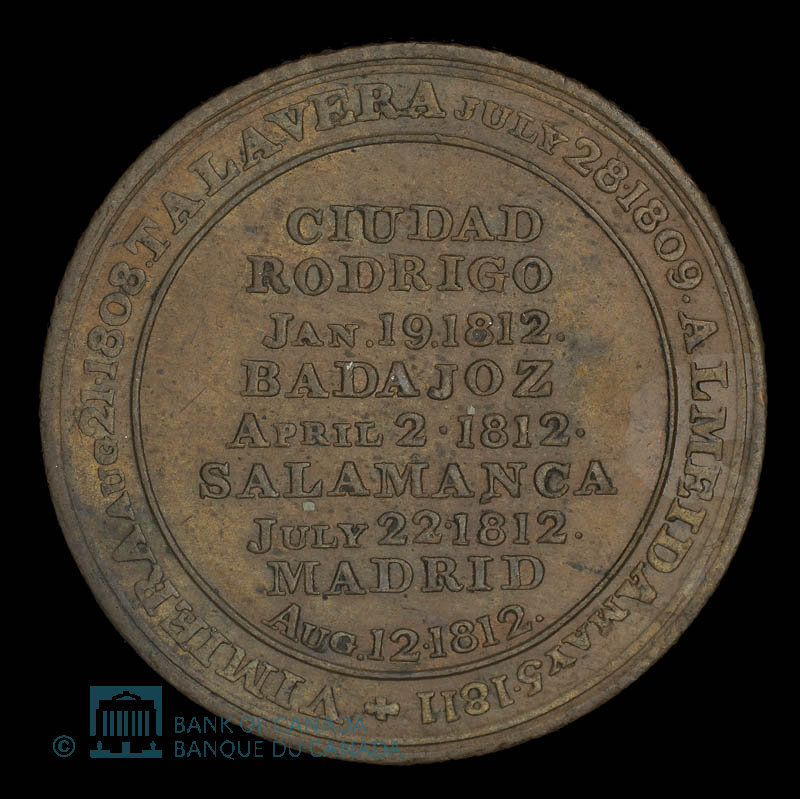 VIMIERA AUG 21·1808. TALAVERA JULY 28·1809. ALMEIDA MAY 5·1811
CIUDAD
RODRIGO
JAN. 19.1812.
BADAJOZ
APRIL 2·1812.
SALAMANCA
JULY 22·1812.
MADRID
AUG. 12·1812.
BANK OF CANADA
© BANQUE DU CANADA